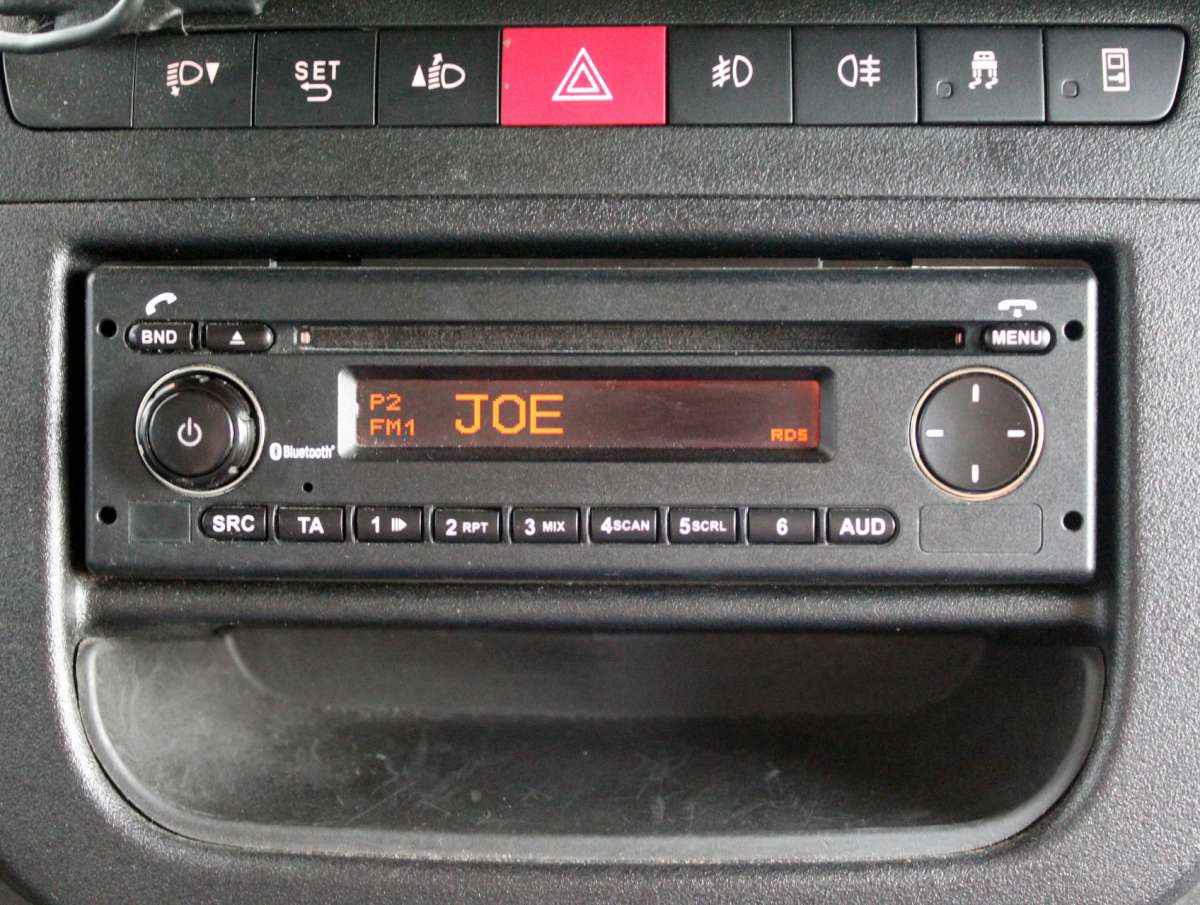 SET
BND
MENU
P2
FM1
JOE
RDS
Bluetooth®
SRC
TA
1
2 RPT
3 MIX
4SCAN
5SCRL
6
AUD